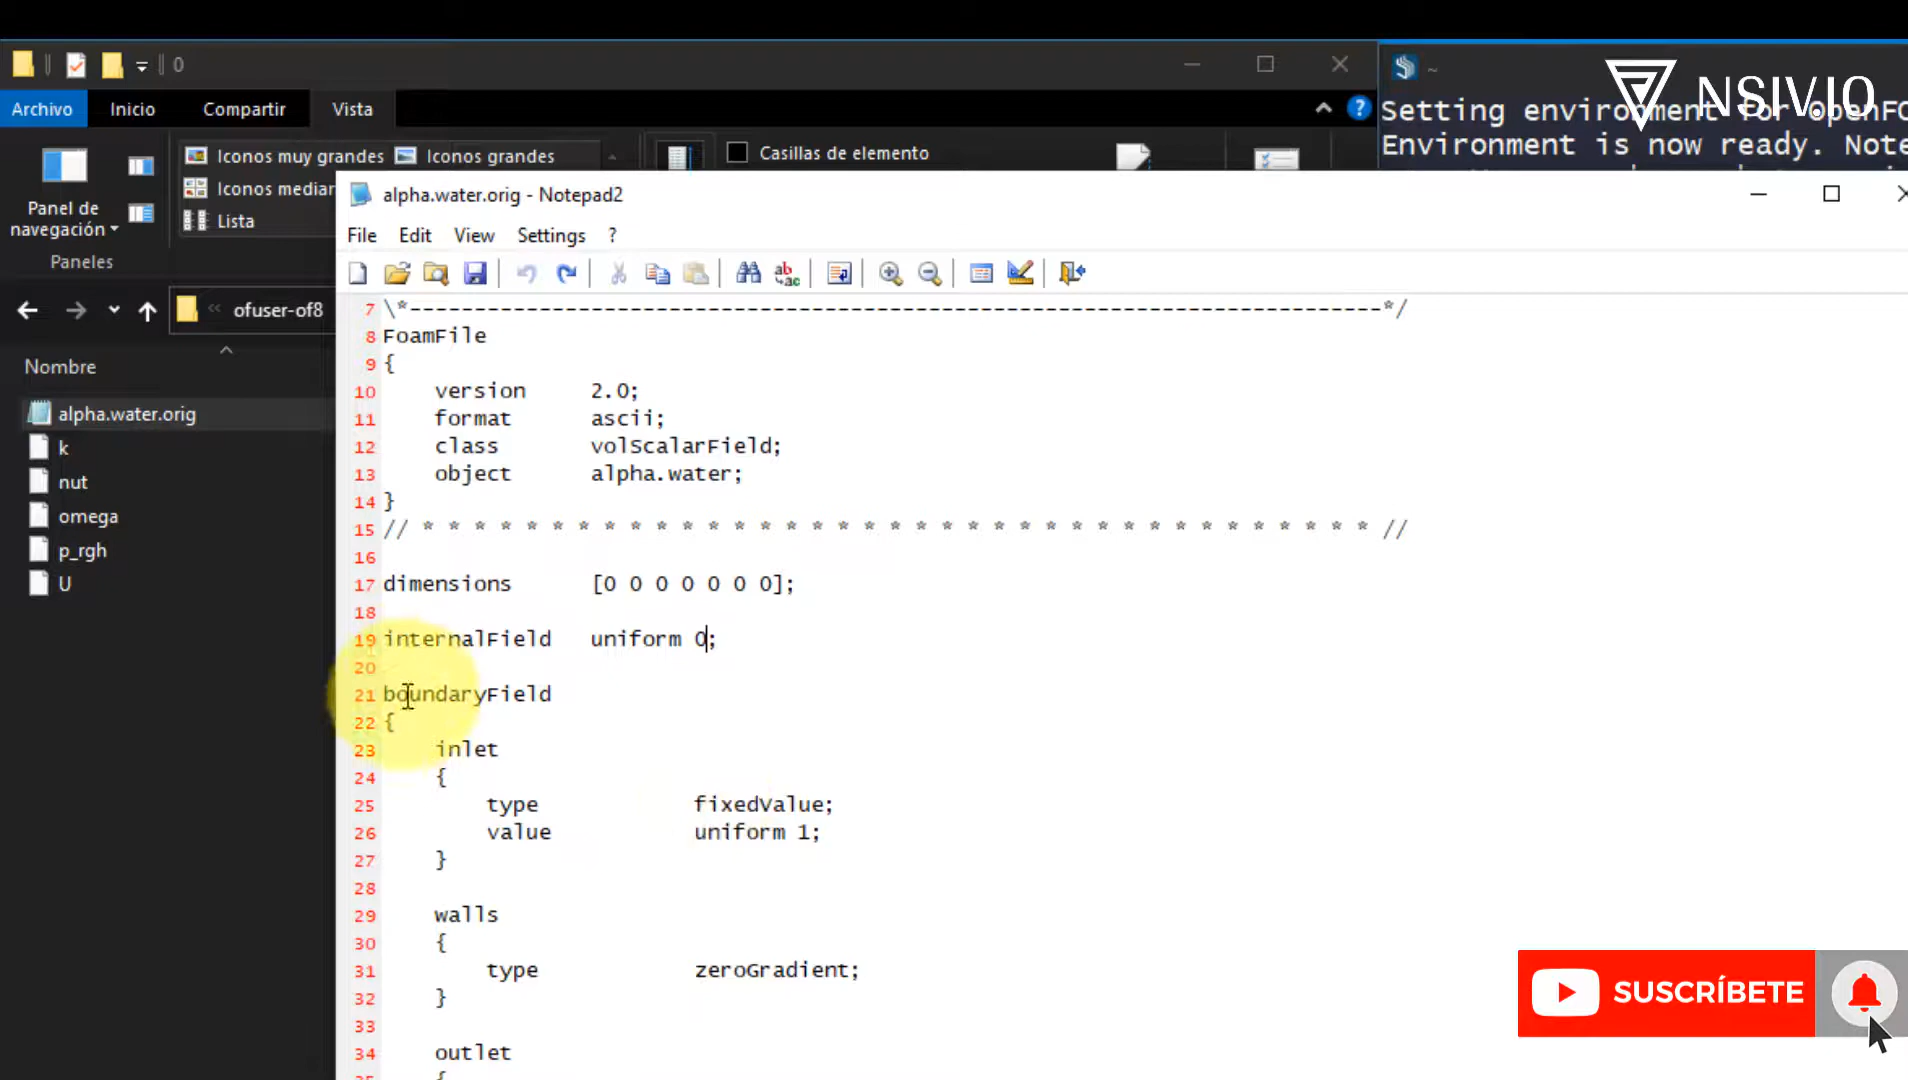 0
Archivo Inicio Compartir Vista
Iconos muy grandes Iconos grandes
Casillas de elemento
Iconos median
Lista
Panel de
navegación
Paneles
ofuser-of8
Nombre
alpha.water.orig
k
nut
omega
p_rgh
U
~
NSIVIO
Setting environment for OpenFO
Environment is now ready. Note
alpha.water.orig - Notepad2
File Edit View Settings ?
7 \*---------------------------------------------------------------------------*/
8 FoamFile
9 {
10 version 2.0;
11 format ascii;
12 class volScalarField;
13 object alpha.water;
14 }
15 // * * * * * * * * * * * * * * * * * * * * * * * * * * * * * * * * * * * * * //
16
17 dimensions [0 0 0 0 0 0 0];
18
19 internalField uniform 0;
20
21 boundaryField
22 {
23 inlet
24 {
25 type fixedValue;
26 value uniform 1;
27 }
28
29 walls
30 {
31 type zeroGradient;
32 }
33
34 outlet
{
SUSCRÍBETE